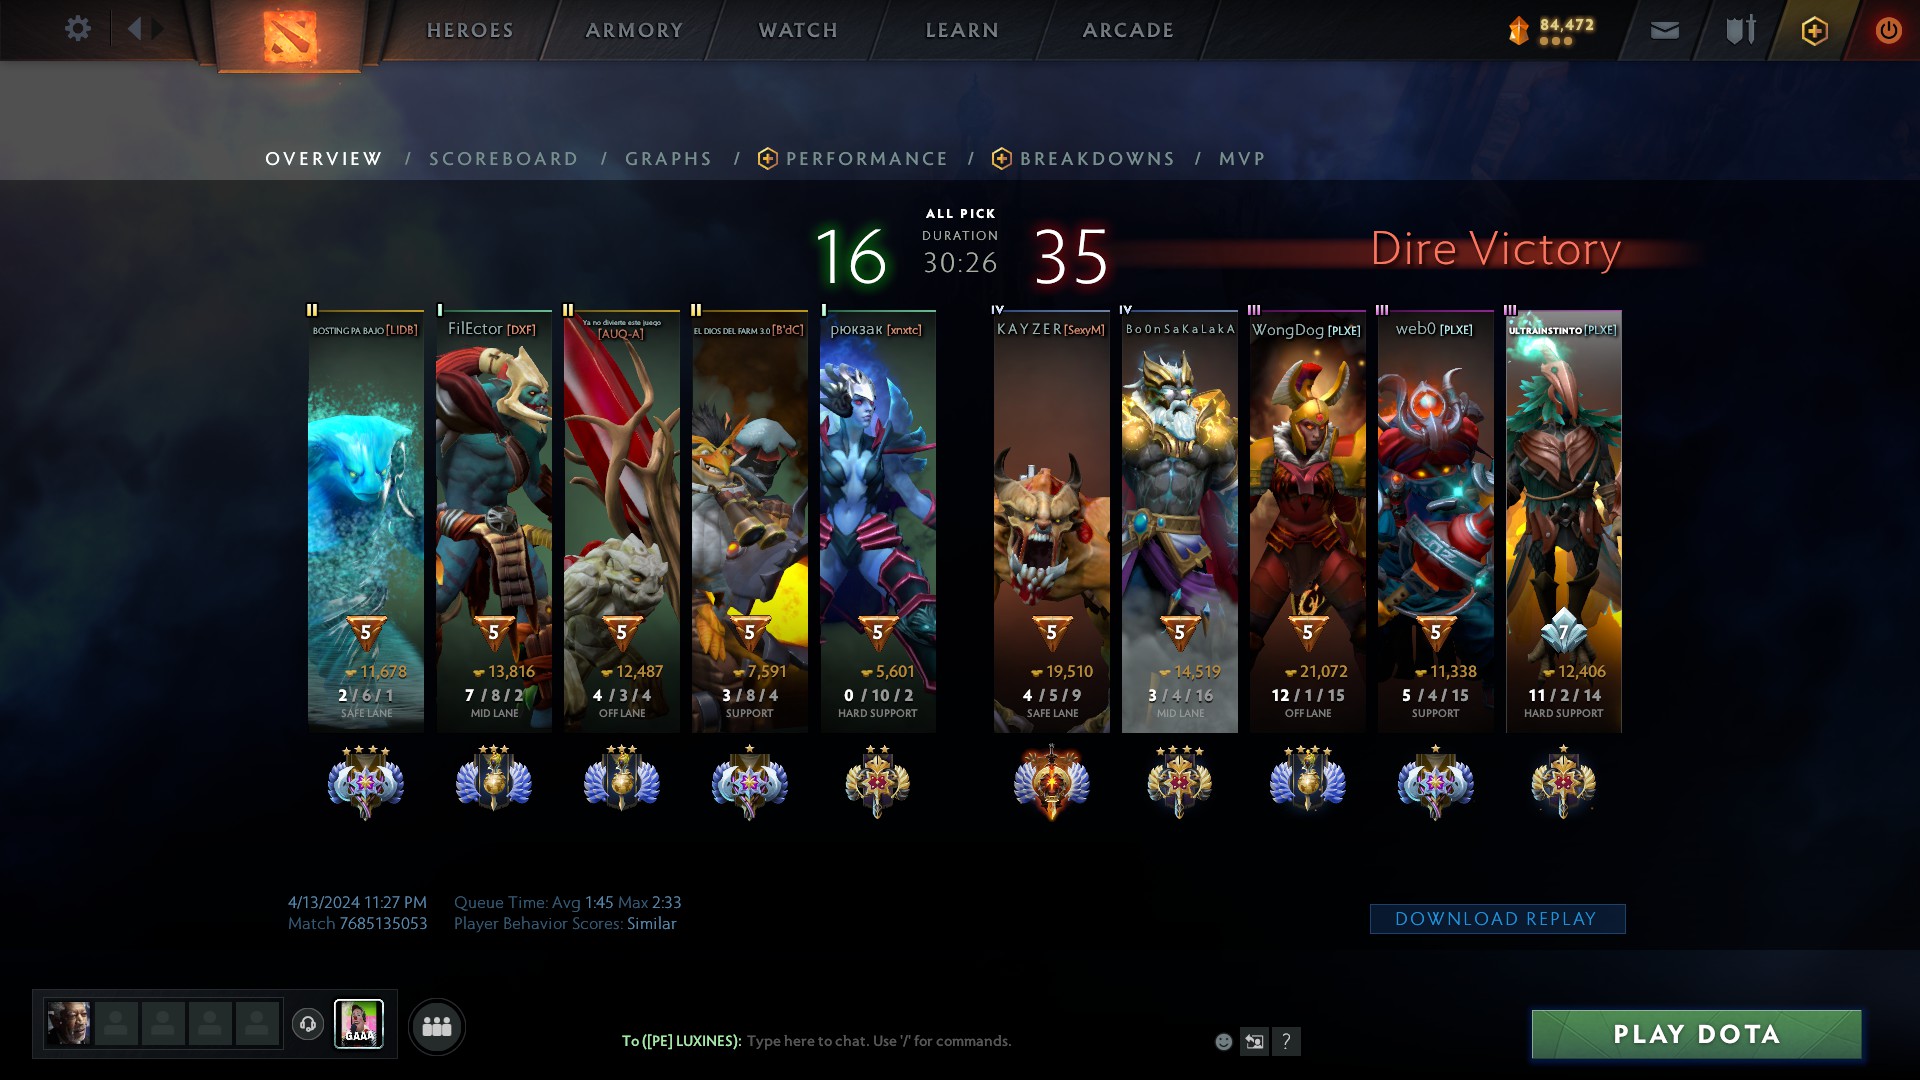 HEROES ARMORY WATCH LEARN ARCADE 84,472
OVERVIEW / SCOREBOARD / GRAPHS / PERFORMANCE / BREAKDOWNS / MVP
ALL PICK
16 DURATION 35 Dire Victory
30:26
II I II II I IV IV III III III
BOSTING PA BAJO [LIDB] FilEctor [DXF] Ya no divierte este juego [AUQ-A] EL DIOS DEL FARM 3.0 [B'dC] рюкзак [xnxtc] KAYZER [SexyM] Bo0nSaKaLakA WongDog [PLXE] web0 [PLXE] ULTRAINSTINTO [PLXE]
5 5 5 5 5 5 5 5 5 7
11,678 13,816 12,487 7,591 5,601 19,510 14,519 21,072 11,338 12,406
2 / 6 / 1 7 / 8 / 2 4 / 3 / 4 3 / 8 / 4 0 / 10 / 2 4 / 5 / 9 3 / 4 / 16 12 / 1 / 15 5 / 4 / 15 11 / 2 / 14
SAFE LANE MID LANE OFF LANE SUPPORT HARD SUPPORT SAFE LANE MID LANE OFF LANE SUPPORT HARD SUPPORT
4/13/2024 11:27 PM Queue Time: Avg 1:45 Max 2:33
Match 7685135053 Player Behavior Scores: Similar
DOWNLOAD REPLAY
GAAA
To ([PE] LUXINES): Type here to chat. Use '/' for commands. ?
PLAY DOTA